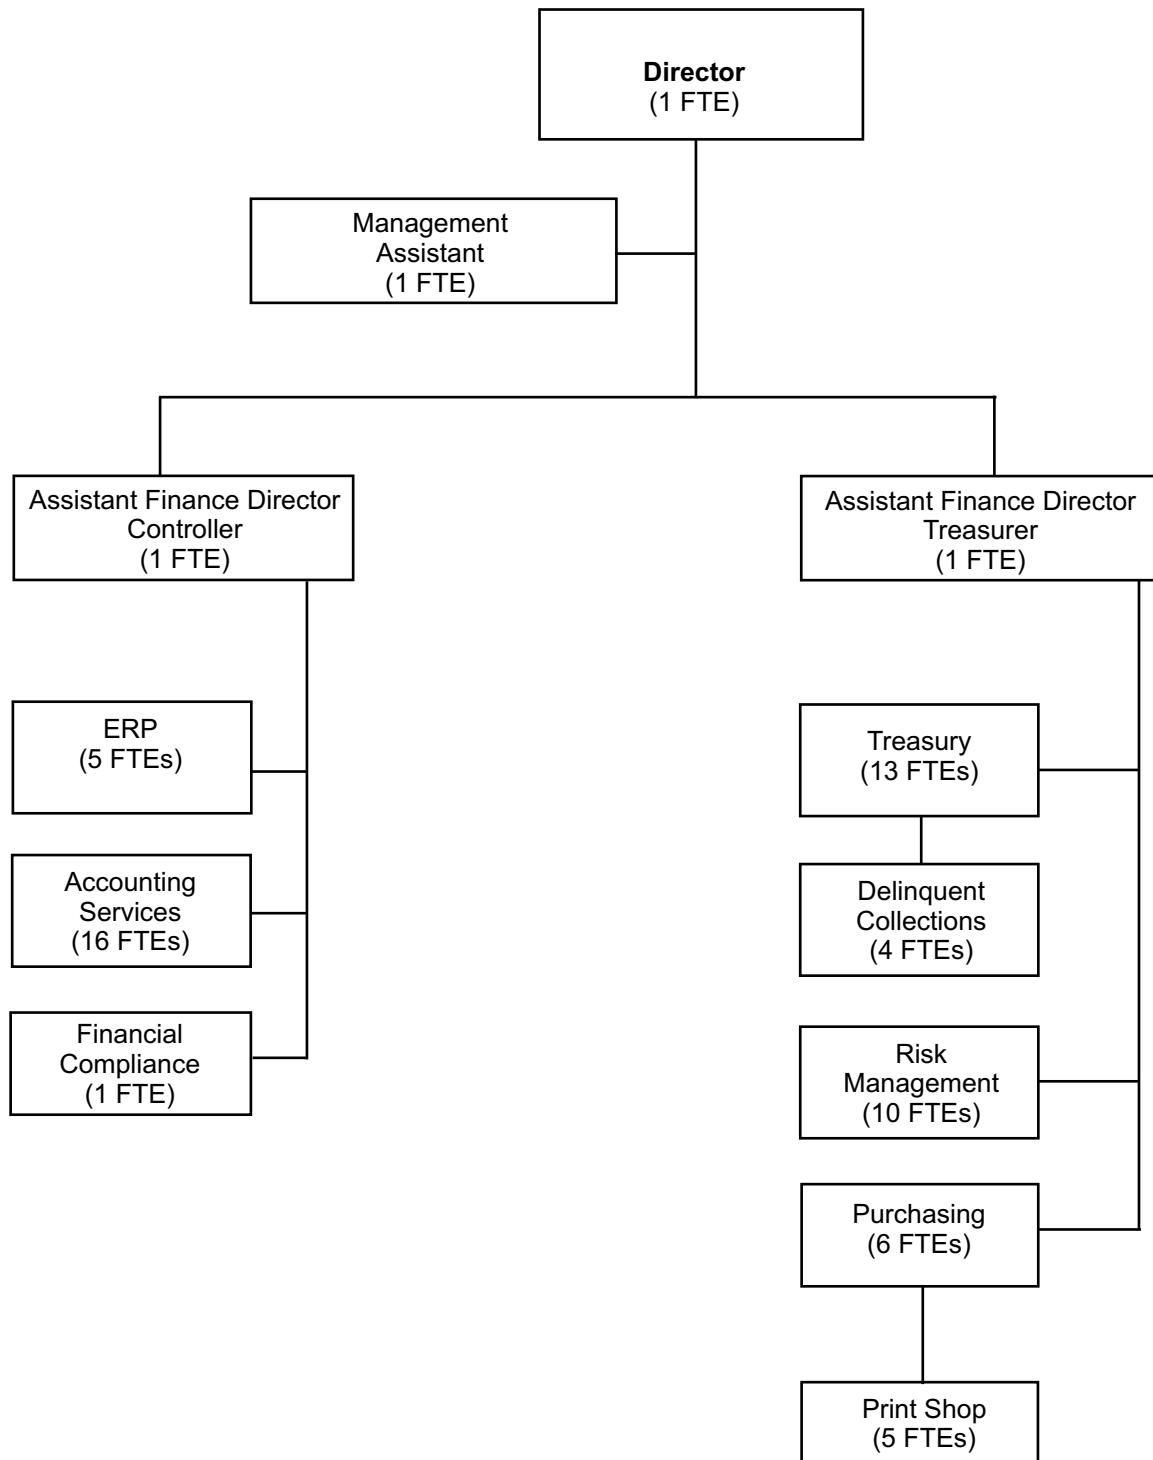 Director
(1 FTE)
Management
Assistant
(1 FTE)
Assistant Finance Director
Controller
(1 FTE)
Assistant Finance Director
Treasurer
(1 FTE)
ERP
(5 FTEs)
Accounting
Services
(16 FTEs)
Financial
Compliance
(1 FTE)
Treasury
(13 FTEs)
Delinquent
Collections
(4 FTEs)
Risk
Management
(10 FTEs)
Purchasing
(6 FTEs)
Print Shop
(5 FTEs)